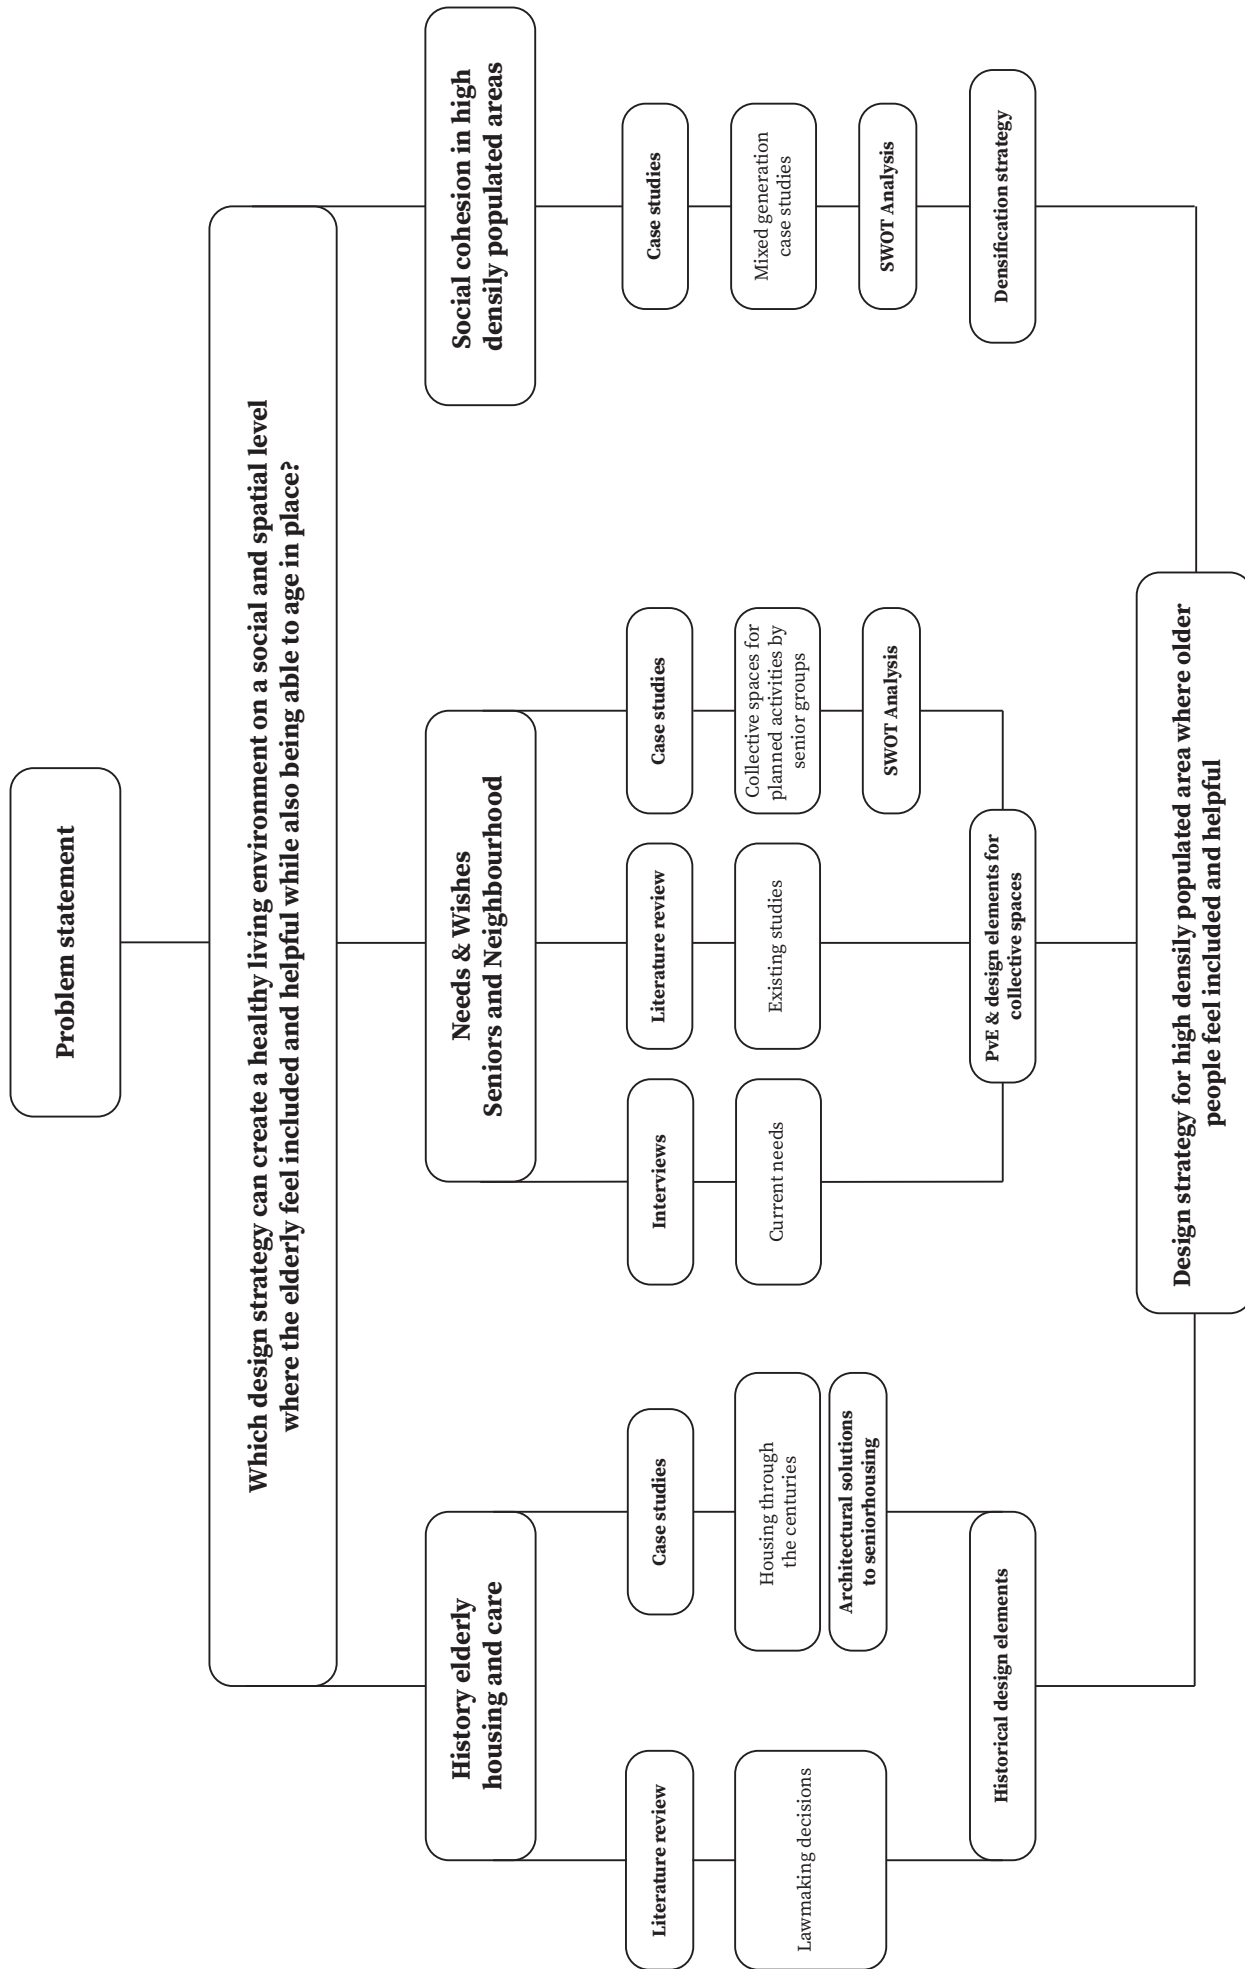 Problem statement
Which design strategy can create a healthy living environment on a social and spatial level
where the elderly feel included and helpful while also being able to age in place?
History elderly
housing and care
Literature review
Lawmaking decisions
Case studies
Housing through
the centuries
Architectural solutions
to seniorhousing
Historical design elements
Needs & Wishes
Seniors and Neighbourhood
Interviews
Current needs
Literature review
Existing studies
Case studies
Collective spaces for
planned activities by
senior groups
SWOT Analysis
PvE & design elements for
collective spaces
Social cohesion in high
densily populated areas
Case studies
Mixed generation
case studies
SWOT Analysis
Densification strategy
Design strategy for high densily populated area where older
people feel included and helpful